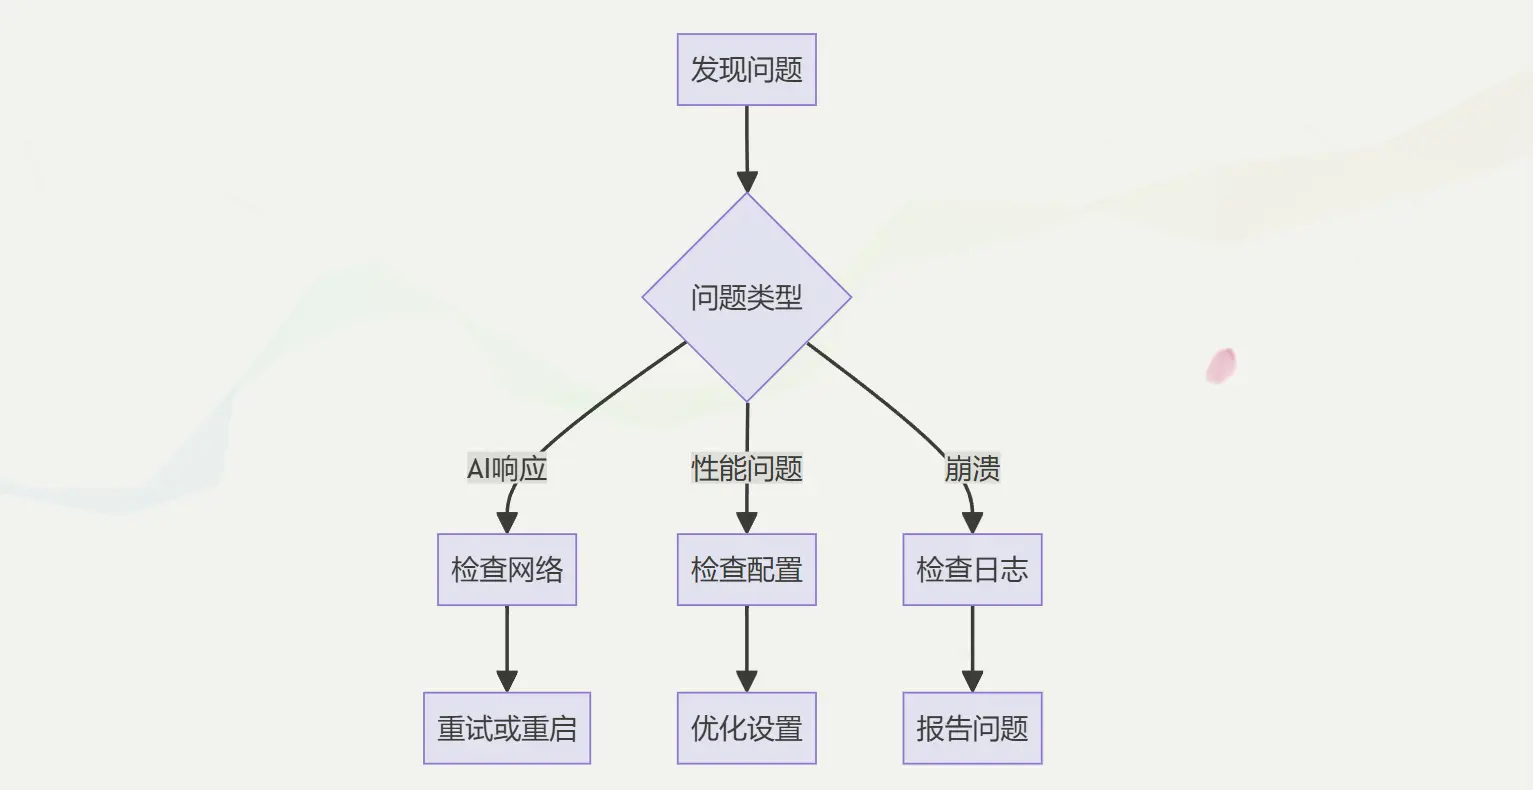 发现问题
问题类型
AI响应
性能问题
崩溃
检查网络
检查配置
检查日志
重试或重启
优化设置
报告问题